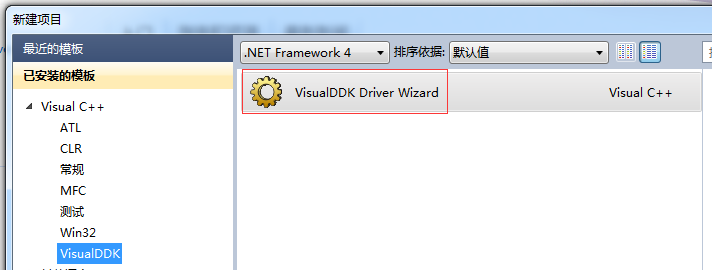 新建项目
最近的模板
.NET Framework 4
排序依据:
默认值
已安装的模板
VisualDDK Driver Wizard
Visual C++
Visual C++
ATL
CLR
常规
MFC
测试
Win32
VisualDDK